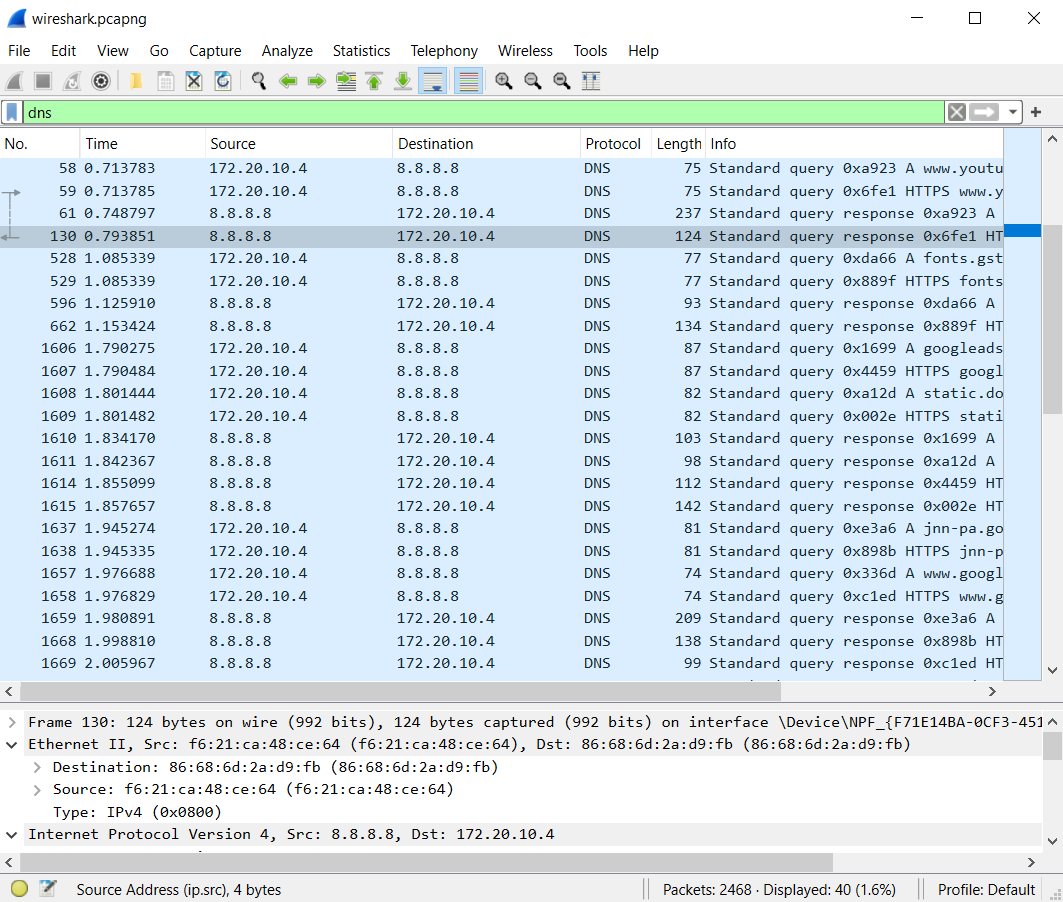 wireshark.pcapng
File Edit View Go Capture Analyze Statistics Telephony Wireless Tools Help
dns
No. Time Source Destination Protocol Length Info
58 0.713783 172.20.10.4 8.8.8.8 DNS 75 Standard query 0xa923 A www.youtu
59 0.713785 172.20.10.4 8.8.8.8 DNS 75 Standard query 0x6fe1 HTTPS www.y
61 0.748797 8.8.8.8 172.20.10.4 DNS 237 Standard query response 0xa923 A
130 0.793851 8.8.8.8 172.20.10.4 DNS 124 Standard query response 0x6fe1 HT
528 1.085339 172.20.10.4 8.8.8.8 DNS 77 Standard query 0xda66 A fonts.gst
529 1.085339 172.20.10.4 8.8.8.8 DNS 77 Standard query 0x889f HTTPS fonts
596 1.125910 8.8.8.8 172.20.10.4 DNS 93 Standard query response 0xda66 A
662 1.153424 8.8.8.8 172.20.10.4 DNS 134 Standard query response 0x889f HT
1606 1.790275 172.20.10.4 8.8.8.8 DNS 87 Standard query 0x1699 A googleads
1607 1.790484 172.20.10.4 8.8.8.8 DNS 87 Standard query 0x4459 HTTPS googl
1608 1.801444 172.20.10.4 8.8.8.8 DNS 82 Standard query 0xa12d A static.do
1609 1.801482 172.20.10.4 8.8.8.8 DNS 82 Standard query 0x002e HTTPS stati
1610 1.834170 8.8.8.8 172.20.10.4 DNS 103 Standard query response 0x1699 A
1611 1.842367 8.8.8.8 172.20.10.4 DNS 98 Standard query response 0xa12d A
1614 1.855099 8.8.8.8 172.20.10.4 DNS 112 Standard query response 0x4459 HT
1615 1.857657 8.8.8.8 172.20.10.4 DNS 142 Standard query response 0x002e HT
1637 1.945274 172.20.10.4 8.8.8.8 DNS 81 Standard query 0xe3a6 A jnn-pa.go
1638 1.945335 172.20.10.4 8.8.8.8 DNS 81 Standard query 0x898b HTTPS jnn-p
1657 1.976688 172.20.10.4 8.8.8.8 DNS 74 Standard query 0x336d A www.googl
1658 1.976829 172.20.10.4 8.8.8.8 DNS 74 Standard query 0xc1ed HTTPS www.g
1659 1.980891 8.8.8.8 172.20.10.4 DNS 209 Standard query response 0xe3a6 A
1668 1.998810 8.8.8.8 172.20.10.4 DNS 138 Standard query response 0x898b HT
1669 2.005967 8.8.8.8 172.20.10.4 DNS 99 Standard query response 0xc1ed HT
Frame 130: 124 bytes on wire (992 bits), 124 bytes captured (992 bits) on interface \Device\NPF_{F71E14BA-0CF3-451
Ethernet II, Src: f6:21:ca:48:ce:64 (f6:21:ca:48:ce:64), Dst: 86:68:6d:2a:d9:fb (86:68:6d:2a:d9:fb)
Destination: 86:68:6d:2a:d9:fb (86:68:6d:2a:d9:fb)
Source: f6:21:ca:48:ce:64 (f6:21:ca:48:ce:64)
Type: IPv4 (0x0800)
Internet Protocol Version 4, Src: 8.8.8.8, Dst: 172.20.10.4
Source Address (ip.src), 4 bytes Packets: 2468 · Displayed: 40 (1.6%) Profile: Default